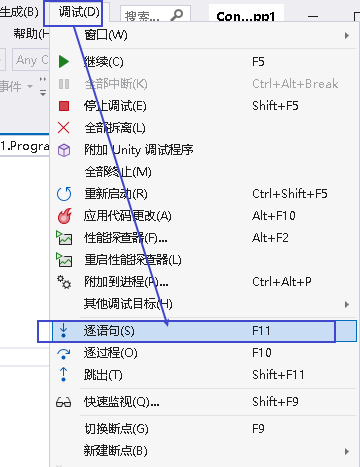 生成(B)
调试(D)
搜索...
Con...pp1
帮助(H)
窗口(W)
Any C
继续(C) F5
全部中断(K) Ctrl+Alt+Break
事件
停止调试(E) Shift+F5
全部拆离(L)
1.Progra
附加 Unity 调试程序
全部终止(M)
重新启动(R) Ctrl+Shift+F5
应用代码更改(A) Alt+F10
性能探查器(F)... Alt+F2
重启性能探查器(L)
附加到进程(P)... Ctrl+Alt+P
其他调试目标(H)
逐语句(S) F11
逐过程(O) F10
跳出(T) Shift+F11
快速监视(Q)... Shift+F9
切换断点(G) F9
新建断点(B)